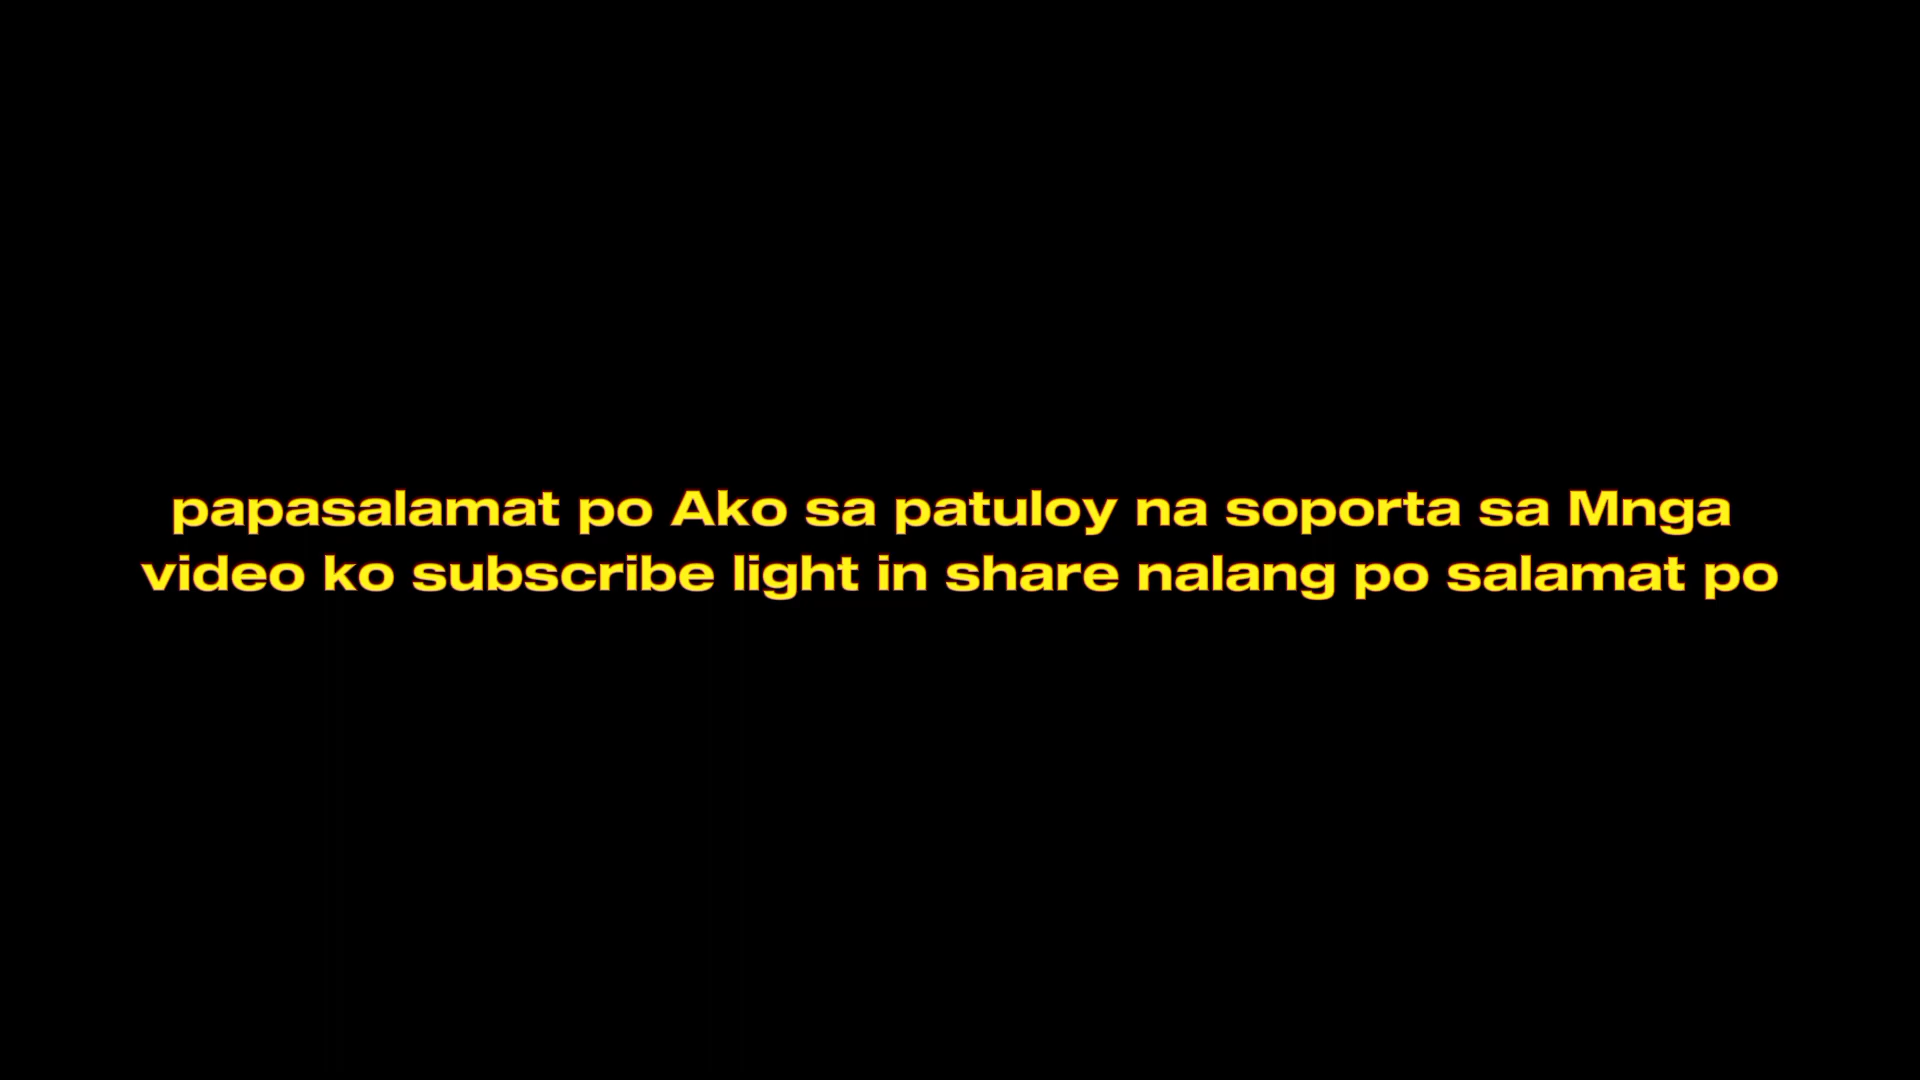 papasalamat po Ako sa patuloy na soporta sa Mnga
video ko subscribe light in share nalang po salamat po